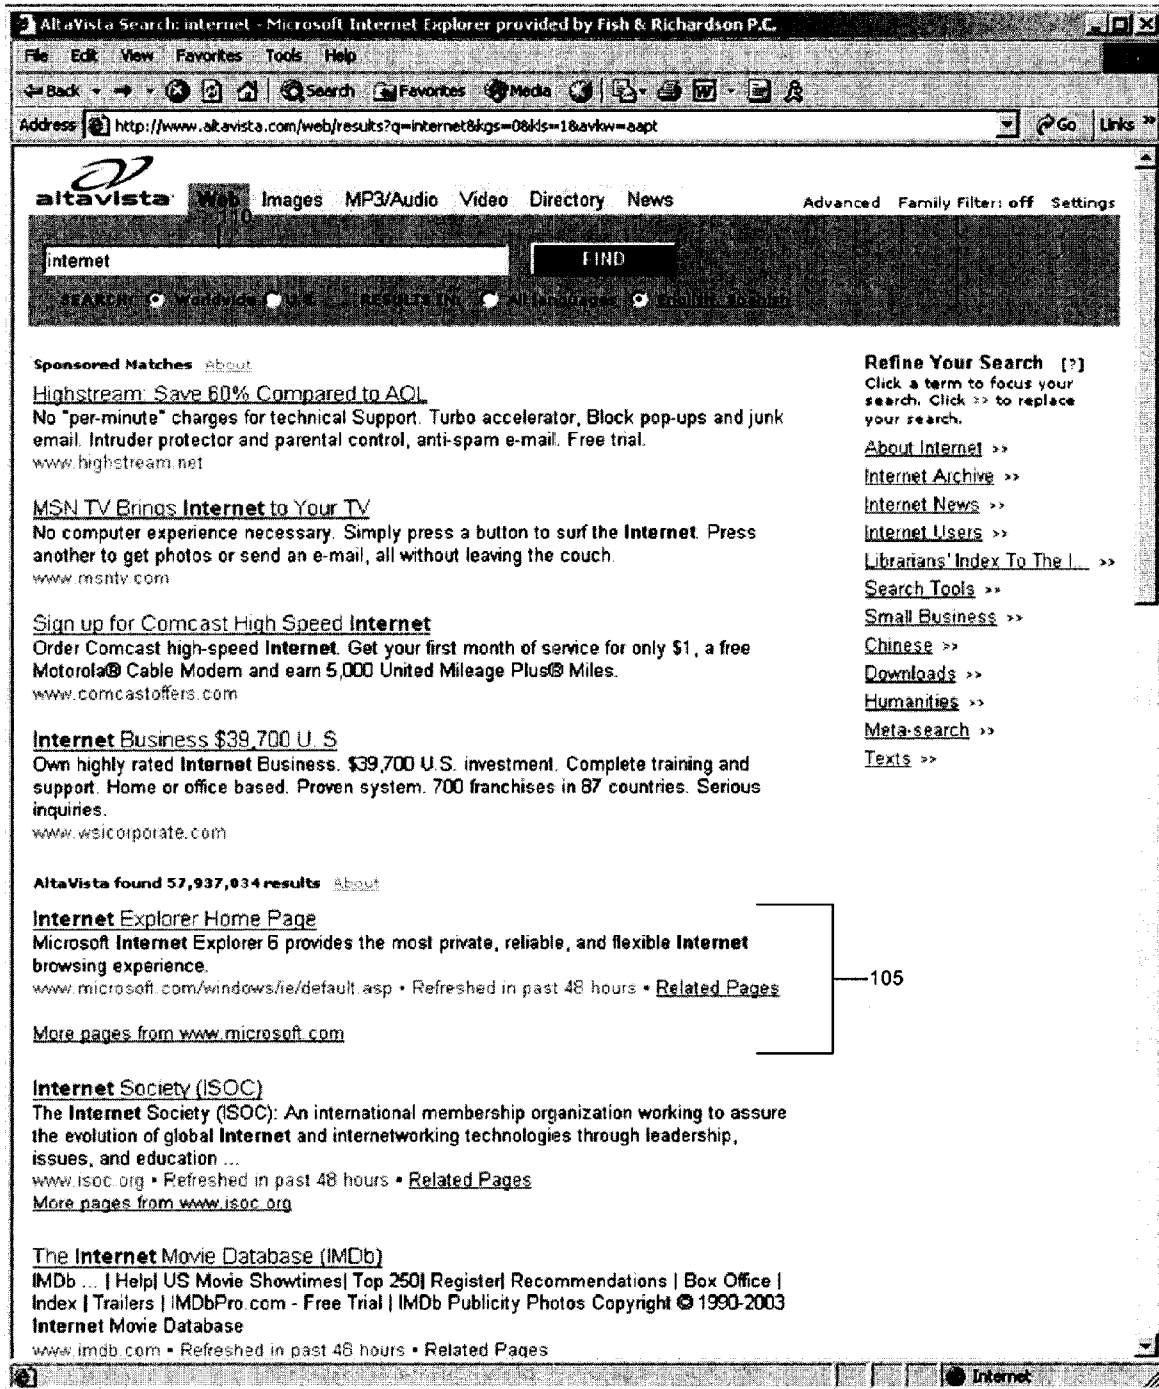 AltaVista Search: internet - Microsoft Internet Explorer provided by Fish & Richardson P.C.
File Edit View Favorites Tools Help
Back Search Favorites Media
Address http://www.altavista.com/web/results?q=internet&kgs=0&kls=1&avkw=aapt Go Links »
altavista Web Images MP3/Audio Video Directory News Advanced Family Filter: off Settings
110
internet FIND
SEARCH: Worldwide U.S. RESULTS IN: All languages English, Spanish
Sponsored Matches About
Highstream: Save 60% Compared to AOL
No "per-minute" charges for technical Support. Turbo accelerator, Block pop-ups and junk
email. Intruder protector and parental control, anti-spam e-mail. Free trial.
www.highstream.net
MSN TV Brings Internet to Your TV
No computer experience necessary. Simply press a button to surf the Internet. Press
another to get photos or send an e-mail, all without leaving the couch.
www.msntv.com
Sign up for Comcast High Speed Internet
Order Comcast high-speed Internet. Get your first month of service for only $1, a free
Motorola® Cable Modem and earn 5,000 United Mileage Plus® Miles.
www.comcastoffers.com
Internet Business $39,700 U. S
Own highly rated Internet Business. $39,700 U.S. investment. Complete training and
support. Home or office based. Proven system. 700 franchises in 87 countries. Serious
inquiries.
www.wsicorporate.com
Refine Your Search [?]
Click a term to focus your
search. Click >> to replace
your search.
About Internet >>
Internet Archive >>
Internet News >>
Internet Users >>
Librarians' Index To The I... >>
Search Tools >>
Small Business >>
Chinese >>
Downloads >>
Humanities >>
Meta-search >>
Texts >>
AltaVista found 57,937,034 results About
Internet Explorer Home Page
Microsoft Internet Explorer 6 provides the most private, reliable, and flexible Internet
browsing experience.
www.microsoft.com/windows/ie/default.asp • Refreshed in past 48 hours • Related Pages
More pages from www.microsoft.com
105
Internet Society (ISOC)
The Internet Society (ISOC): An international membership organization working to assure
the evolution of global Internet and internetworking technologies through leadership,
issues, and education ...
www.isoc.org • Refreshed in past 48 hours • Related Pages
More pages from www.isoc.org
The Internet Movie Database (IMDb)
IMDb ... | Help| US Movie Showtimes| Top 250| Register| Recommendations | Box Office |
Index | Trailers | IMDbPro.com - Free Trial | IMDb Publicity Photos Copyright © 1990-2003
Internet Movie Database
www.imdb.com • Refreshed in past 48 hours • Related Pages
Internet